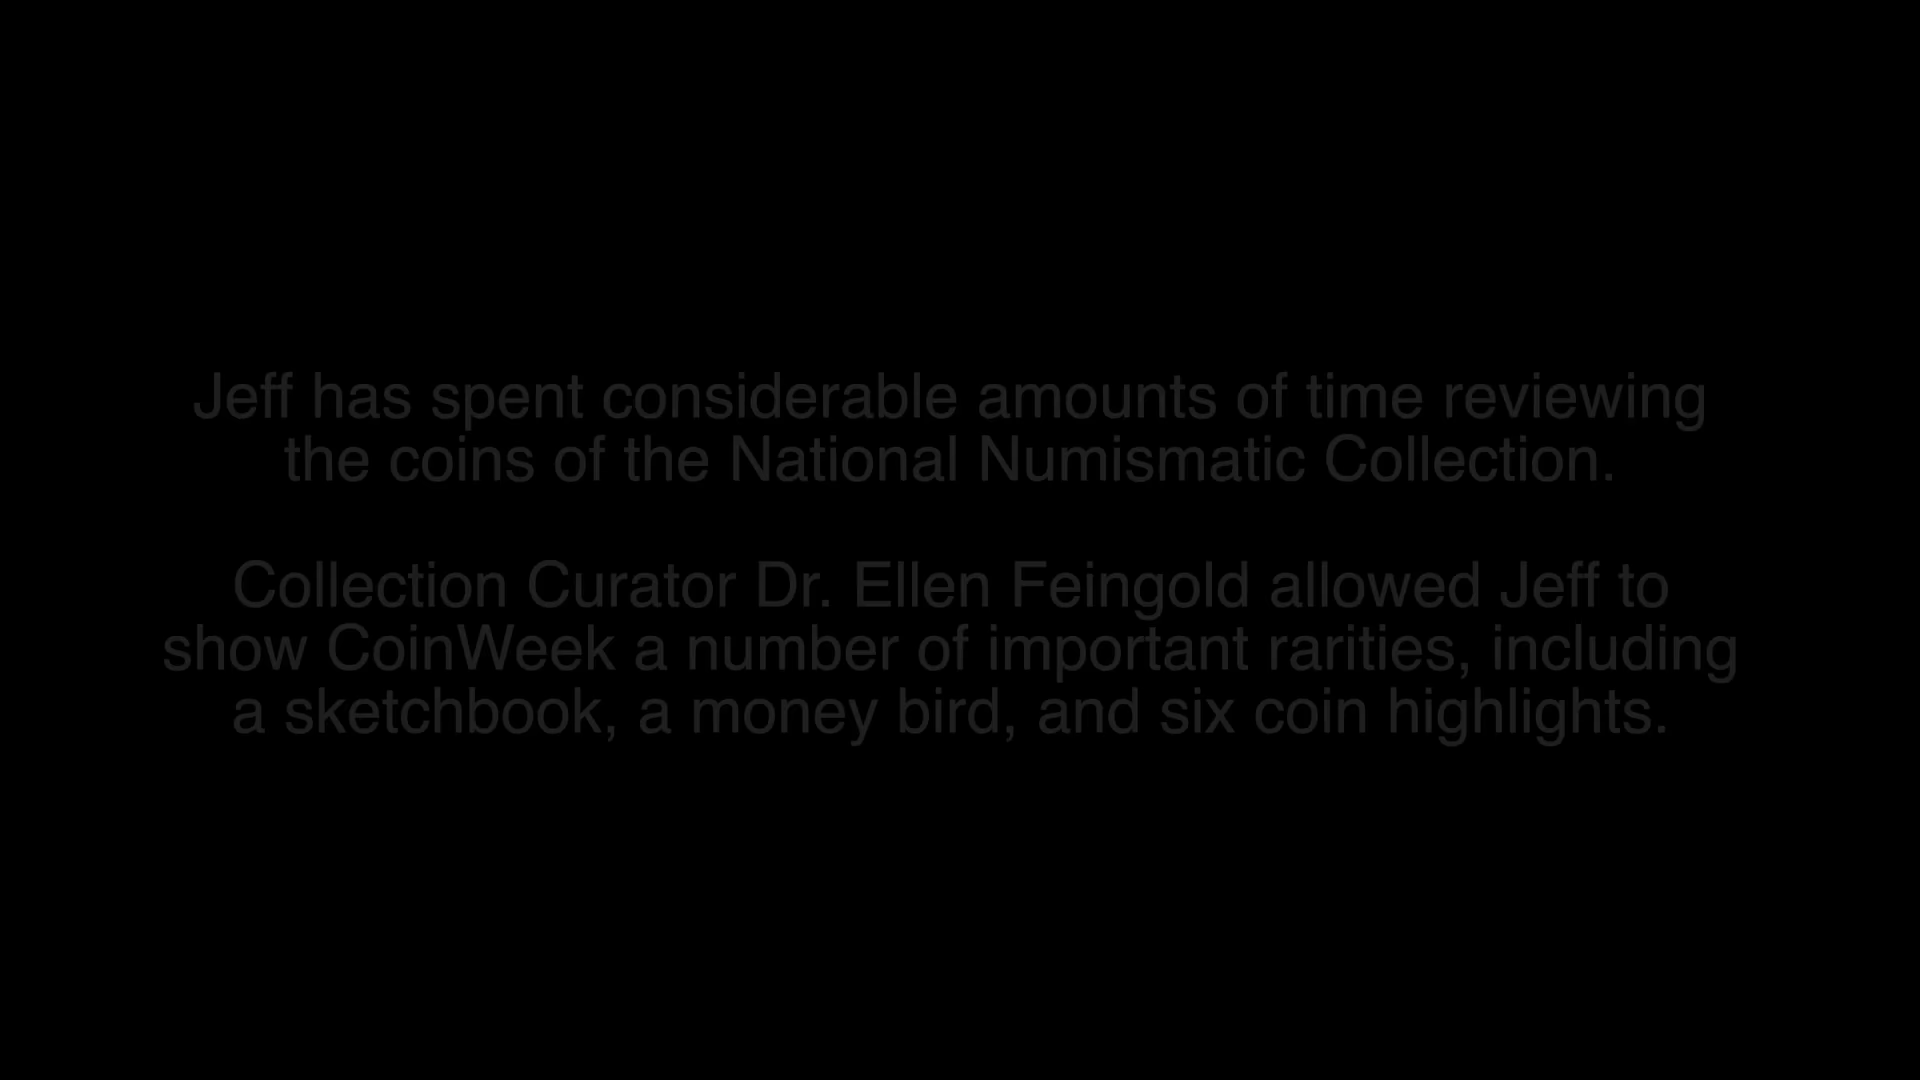 Jeff has spent considerable amounts of time reviewing
the coins of the National Numismatic Collection.
Collection Curator Dr. Ellen Feingold allowed Jeff to
show CoinWeek a number of important rarities, including
a sketchbook, a money bird, and six coin highlights.